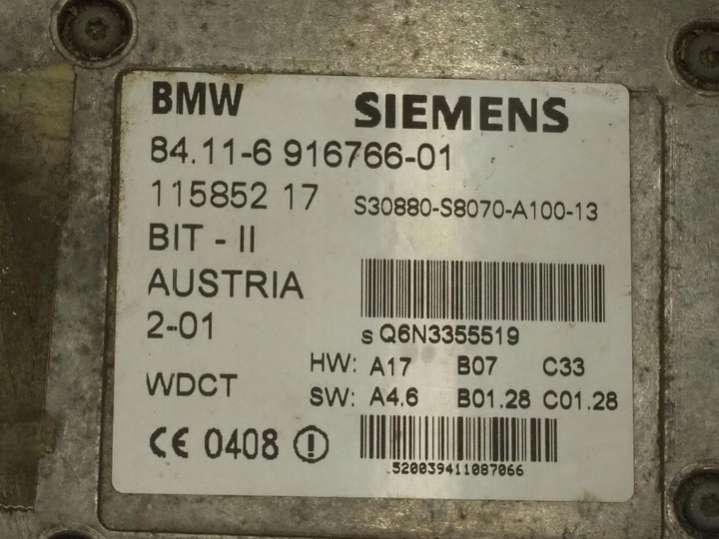 BMW SIEMENS
84.11-6 916766-01
115852 17 S30880-S8070-A100-13
BIT - II
AUSTRIA
2-01 s Q6N3355519
HW: A17 B07 C33
WDCT SW: A4.6 B01.28 C01.28
CE 0408
.520039411087066